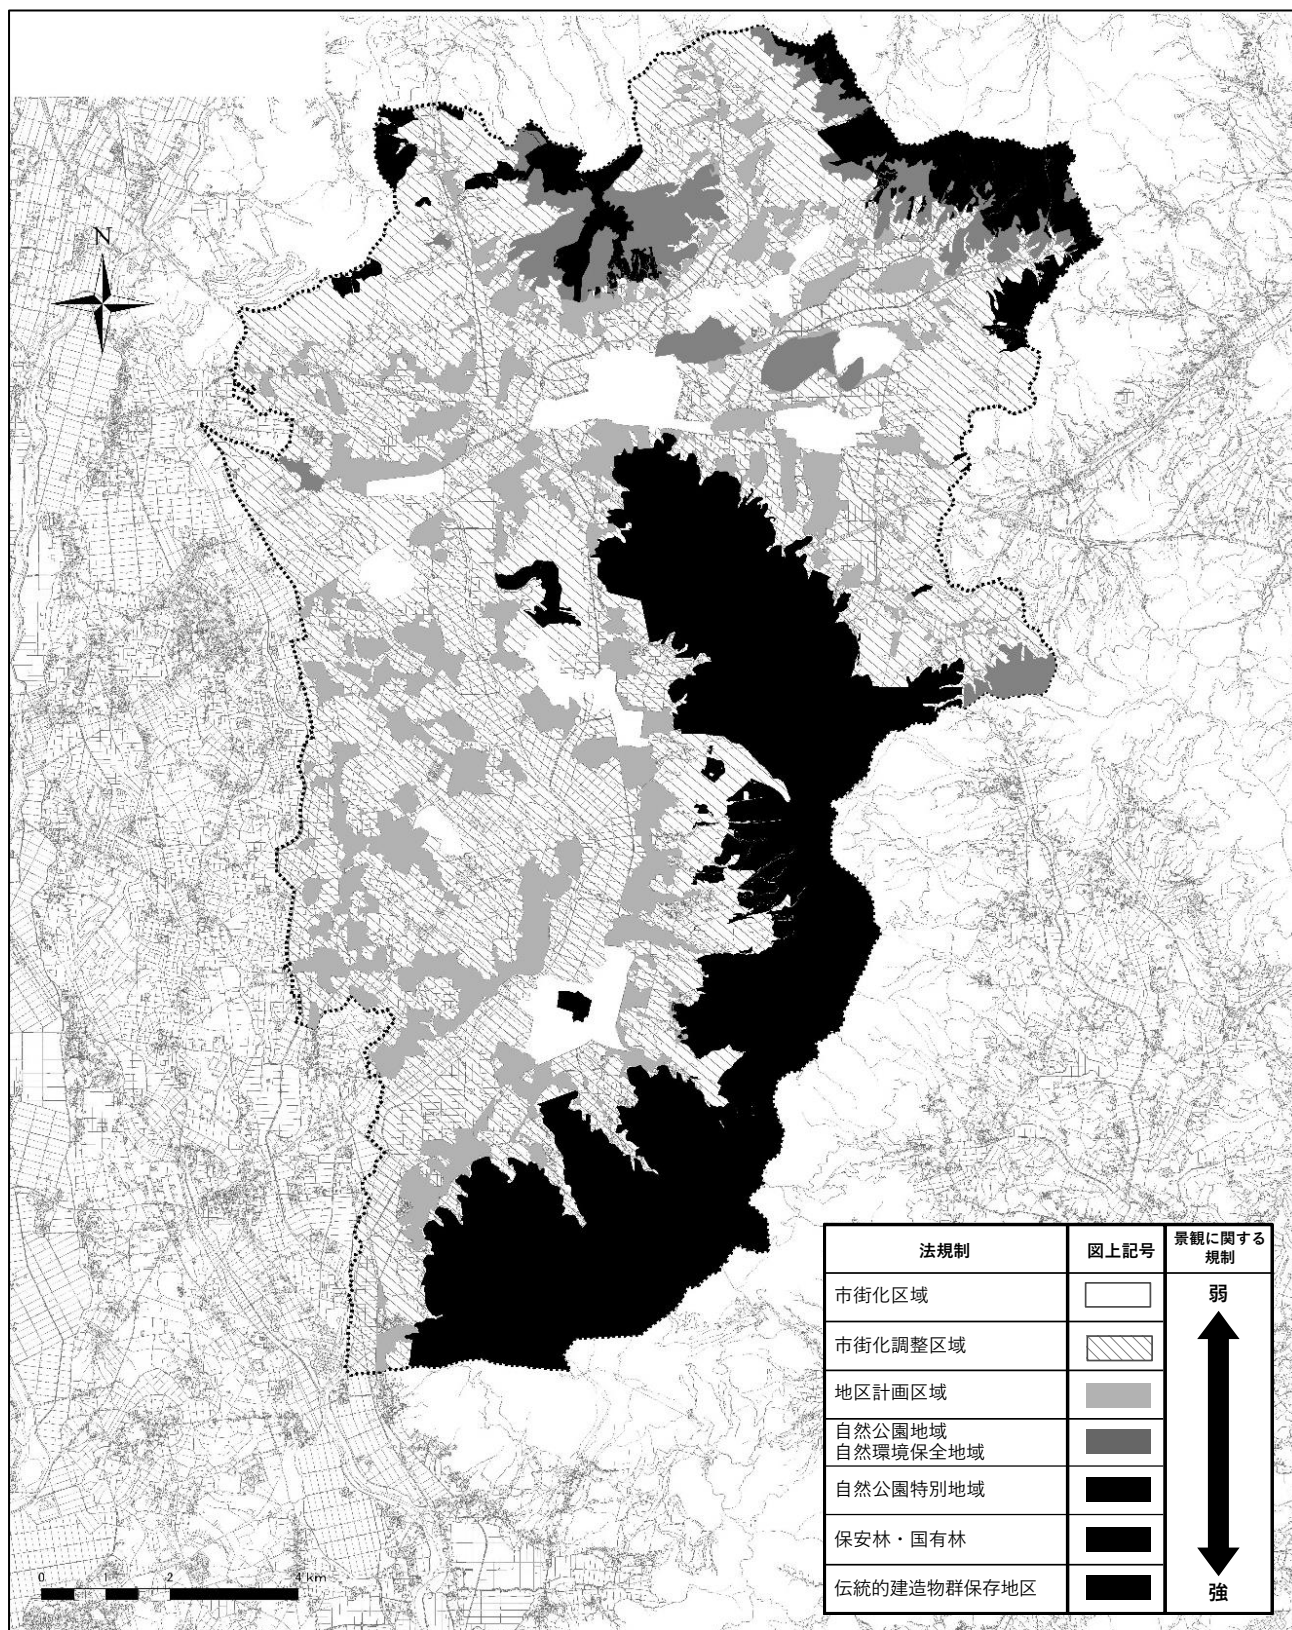 N
法規制 図上記号 景観に関する
規制
市街化区域 弱
市街化調整区域
地区計画区域
自然公園地域
自然環境保全地域
自然公園特別地域
保安林・国有林
伝統的建造物群保存地区 強
0 1 2 4 km